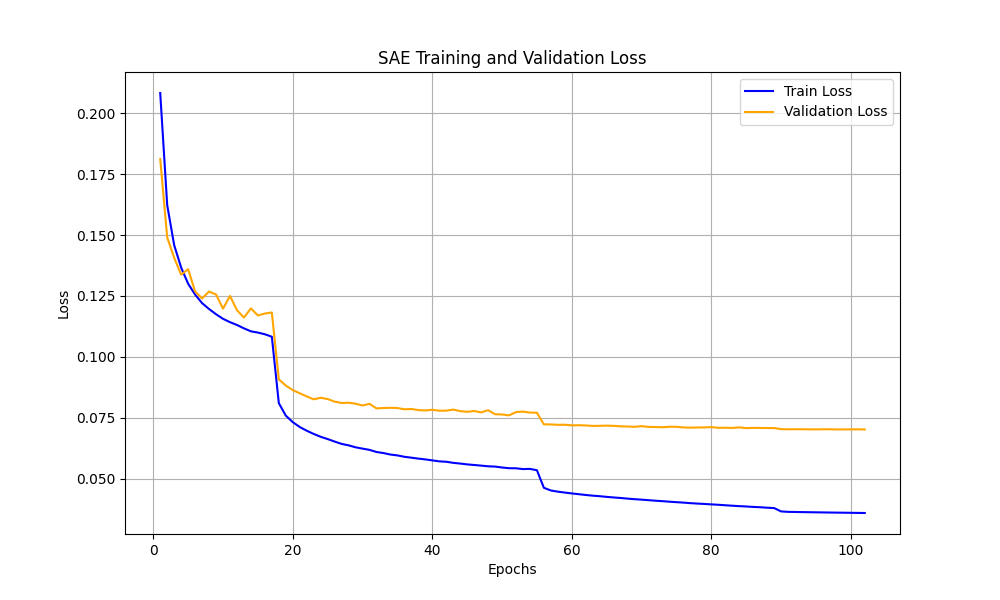 SAE Training and Validation Loss
Train Loss
Validation Loss
0.200
0.175
0.150
0.125
0.100
0.075
0.050
Loss
0
20
40
60
80
100
Epochs